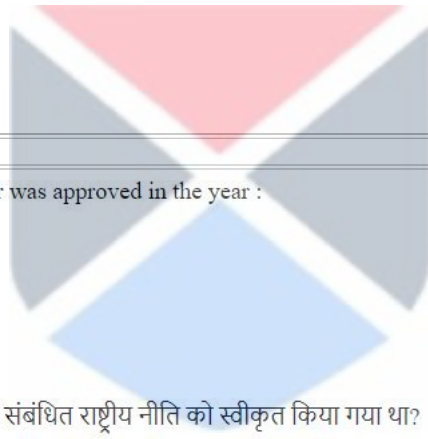 was approved in the year :
संबंधित राष्ट्रीय नीति को स्वीकृत किया गया था?